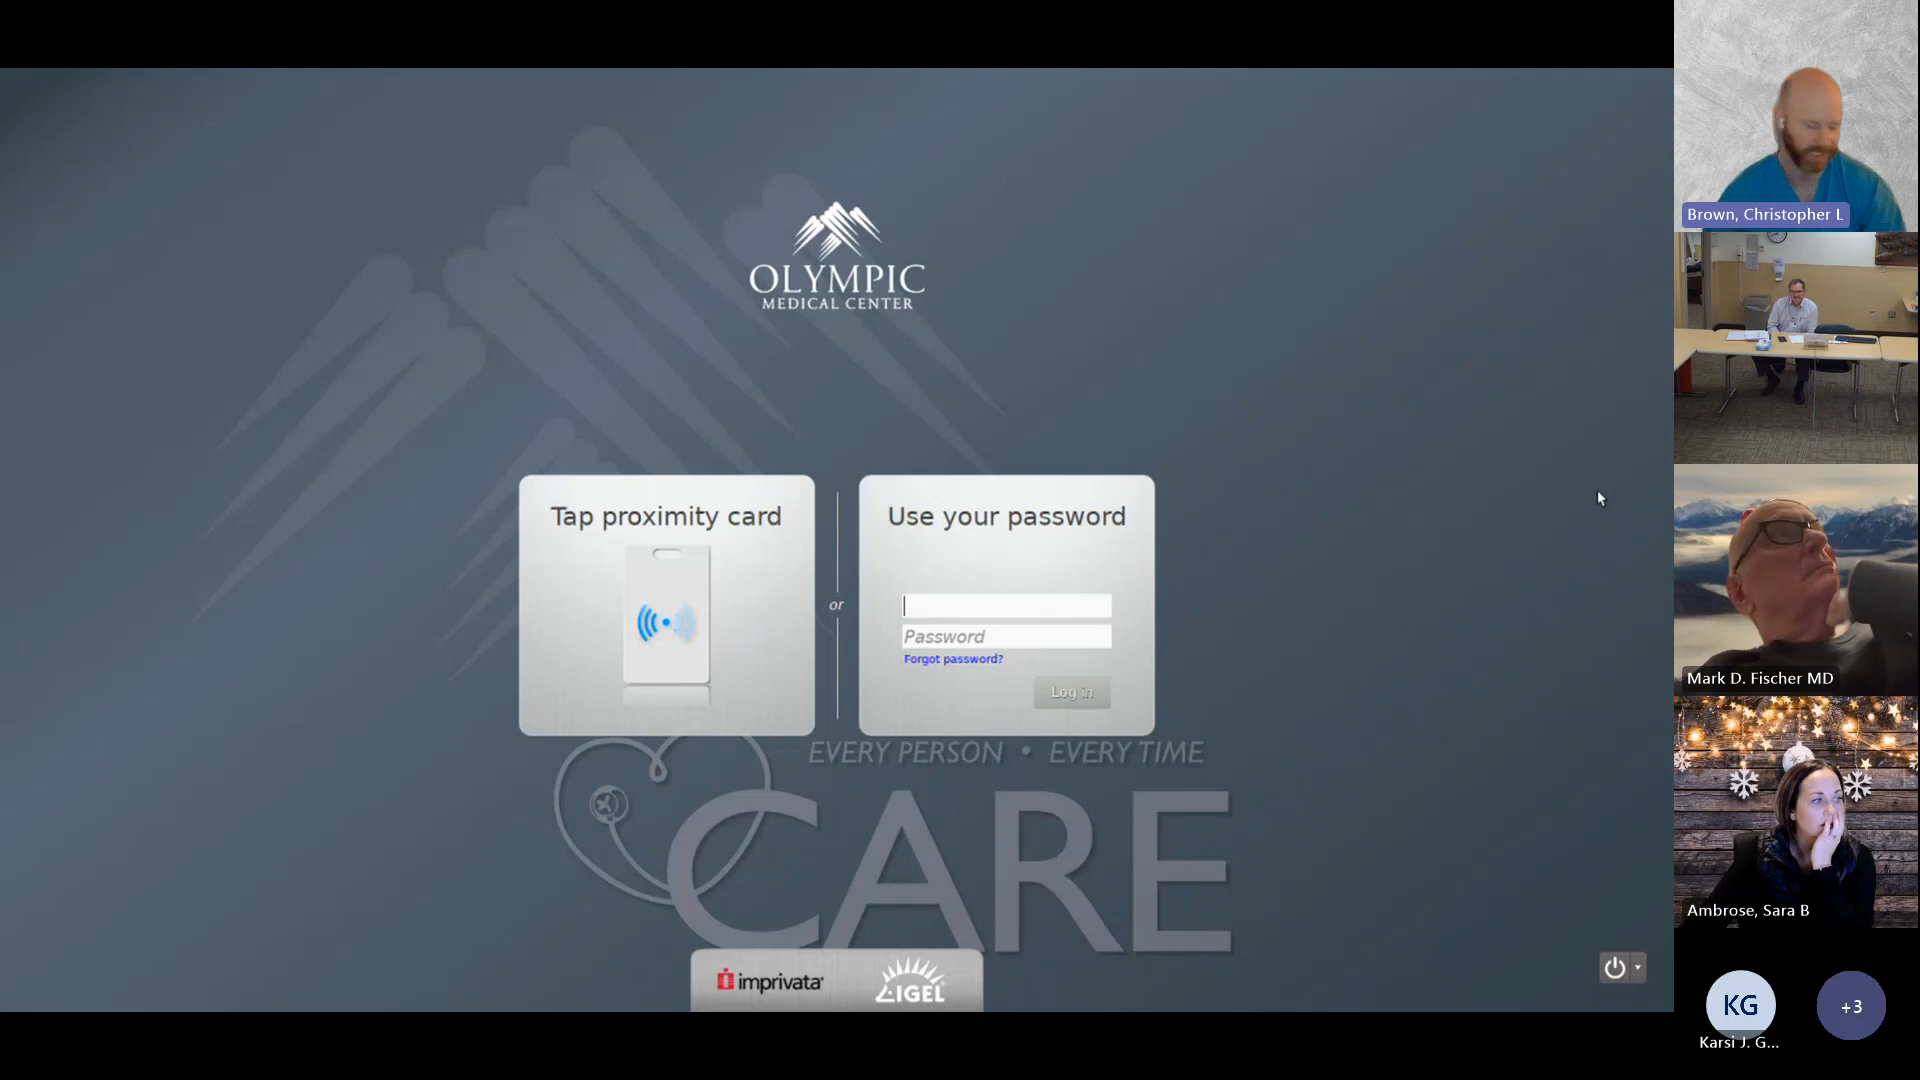 OLYMPIC
MEDICAL CENTER
Tap proximity card
or
Use your password
Password
Forgot password?
Log in
EVERY PERSON • EVERY TIME
CARE
imprivata
IGEL
Brown, Christopher L
Mark D. Fischer MD
Ambrose, Sara B
KG
Karsi J. G...
+3